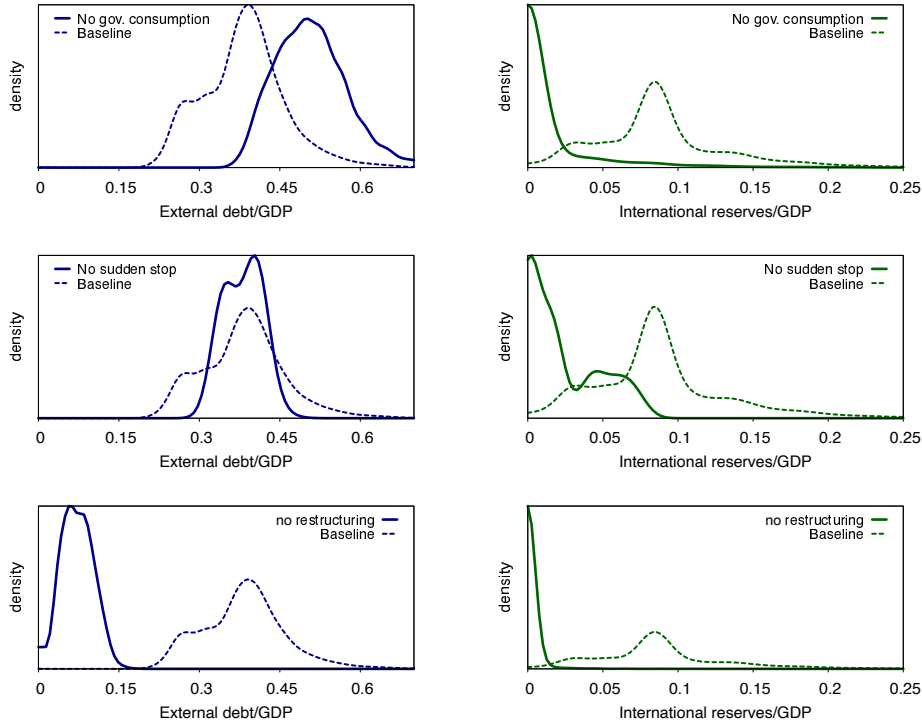 No gov. consumption
Baseline
density
0 0.15 0.3 0.45 0.6
External debt/GDP
No gov. consumption
Baseline
density
0 0.05 0.1 0.15 0.2 0.25
International reserves/GDP
No sudden stop
Baseline
density
0 0.15 0.3 0.45 0.6
External debt/GDP
No sudden stop
Baseline
density
0 0.05 0.1 0.15 0.2 0.25
International reserves/GDP
no restructuring
Baseline
density
0 0.15 0.3 0.45 0.6
External debt/GDP
no restructuring
Baseline
density
0 0.05 0.1 0.15 0.2 0.25
International reserves/GDP